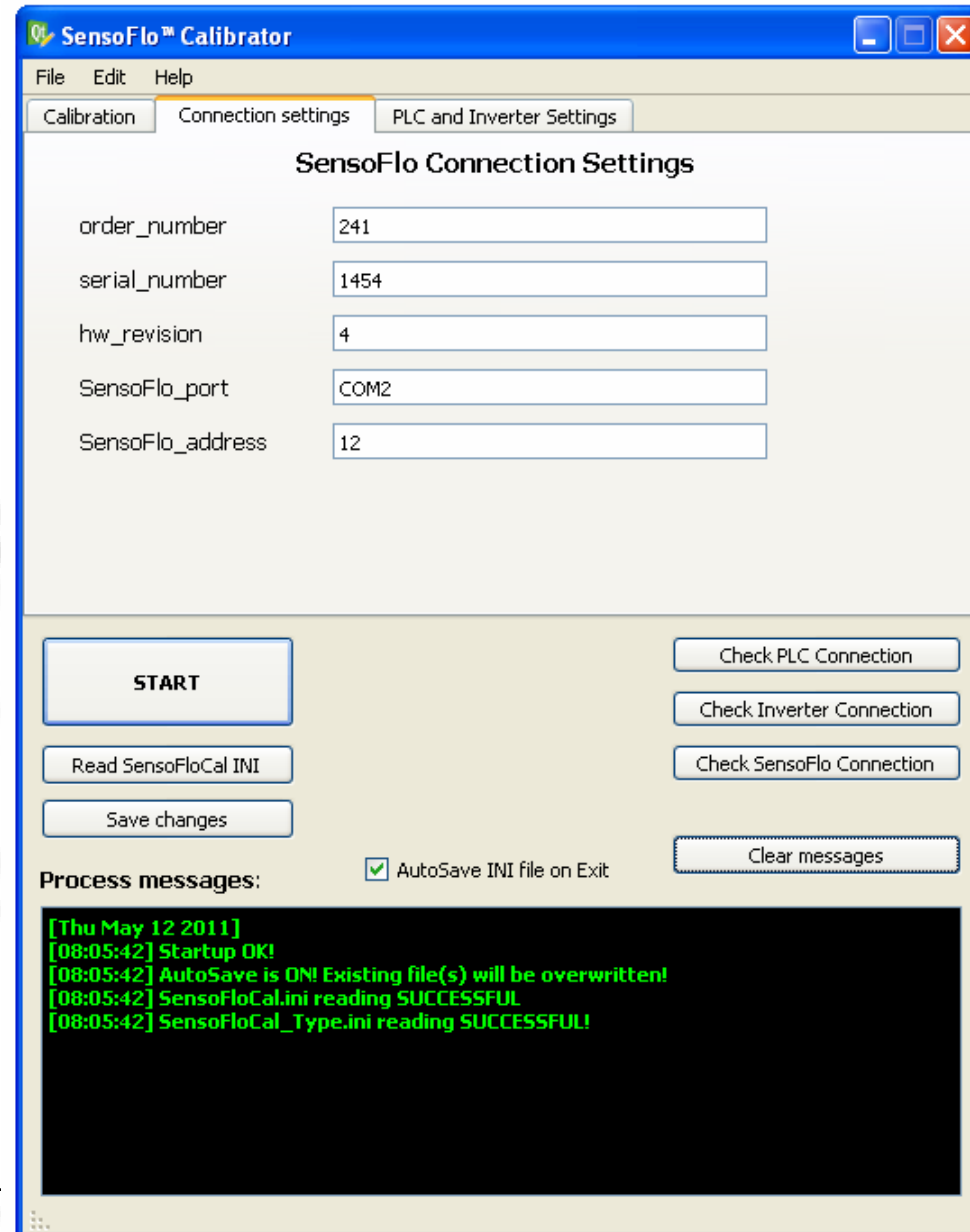 SensoFlo™ Calibrator
File Edit Help
Calibration Connection settings PLC and Inverter Settings
SensoFlo Connection Settings
order_number 241
serial_number 1454
hw_revision 4
SensoFlo_port COM2
SensoFlo_address 12
START
Check PLC Connection
Check Inverter Connection
Read SensoFloCal INI
Check SensoFlo Connection
Save changes
Clear messages
AutoSave INI file on Exit
Process messages:
[Thu May 12 2011]
[08:05:42] Startup OK!
[08:05:42] AutoSave is ON! Existing file(s) will be overwritten!
[08:05:42] SensoFloCal.ini reading SUCCESSFUL
[08:05:42] SensoFloCal_Type.ini reading SUCCESSFUL!